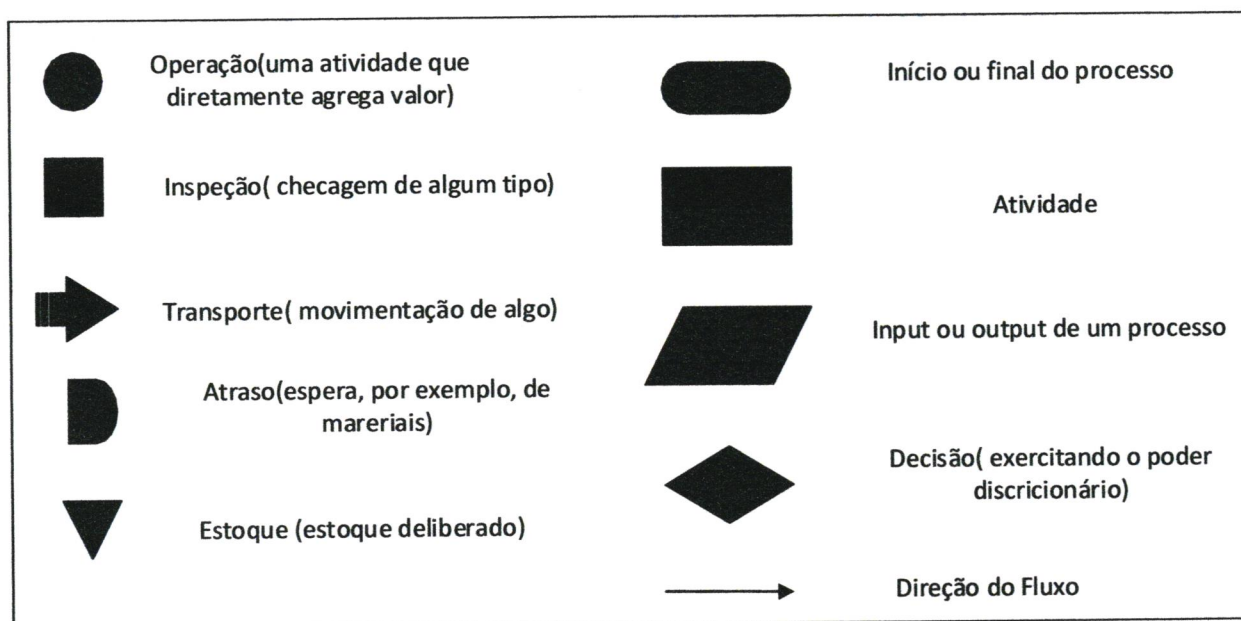 Operação(uma atividade que
diretamente agrega valor)
Inspeção( checagem de algum tipo)
Transporte( movimentação de algo)
Atraso(espera, por exemplo, de
mareriais)
Estoque (estoque deliberado)
Início ou final do processo
Atividade
Input ou output de um processo
Decisão( exercitando o poder
discricionário)
Direção do Fluxo